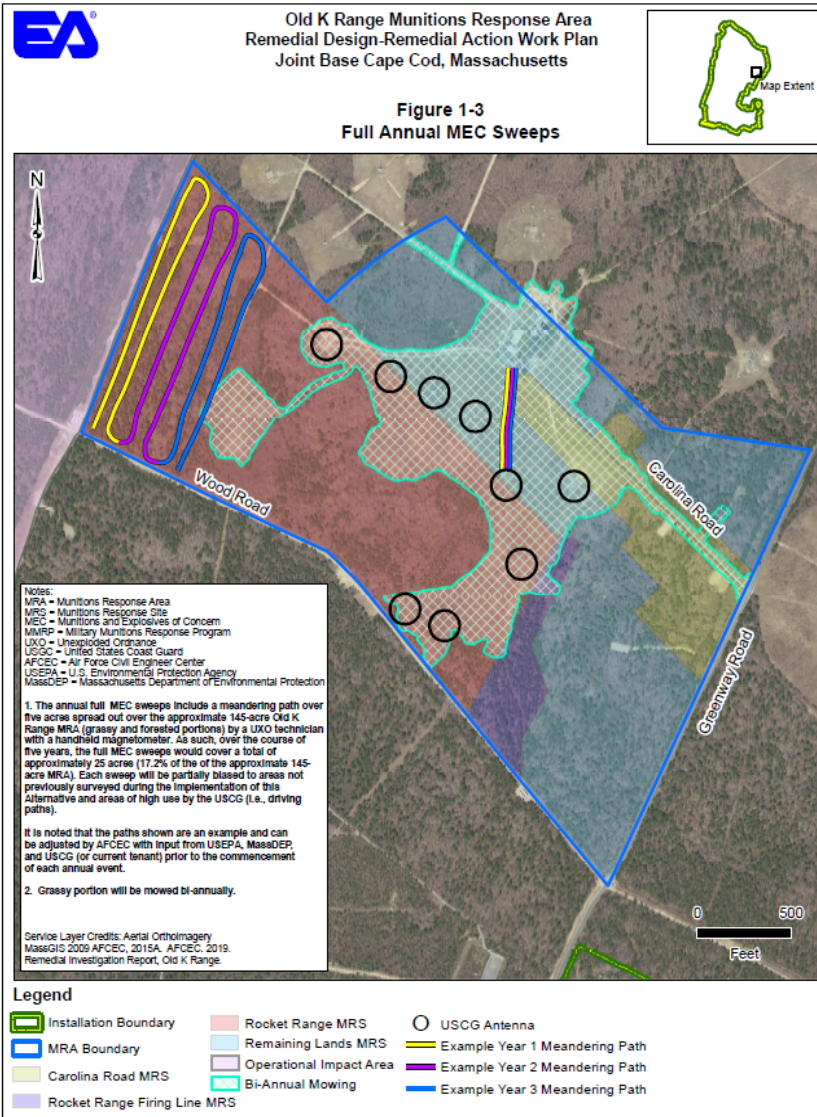 EA®
Old K Range Munitions Response Area
Remedial Design-Remedial Action Work Plan
Joint Base Cape Cod, Massachusetts
Figure 1-3
Full Annual MEC Sweeps
Map Extent
N
Wood Road
Carolina Road
Greenway Road
Notes:
MRA = Munitions Response Area
MRS = Munitions Response Site
MEC = Munitions and Explosives of Concern
MMRP = Military Munitions Response Program
UXO = Unexploded Ordnance
USGC = United States Coast Guard
AFCEC = Air Force Civil Engineer Center
USEPA = U.S. Environmental Protection Agency
MassDEP = Massachusetts Department of Environmental Protection
1. The annual full MEC sweeps include a meandering path over
five acres spread out over the approximate 145-acre Old K
Range MRA (grassy and forested portions) by a UXO technician
with a handheld magnetometer. As such, over the course of
five years, the full MEC sweeps would cover a total of
approximately 25 acres (17.2% of the of the approximate 145-
acre MRA). Each sweep will be partially biased to areas not
previously surveyed during the implementation of this
Alternative and areas of high use by the USCG (i.e., driving
paths).
It is noted that the paths shown are an example and can
be adjusted by AFCEC with input from USEPA, MassDEP,
and USCG (or current tenant) prior to the commencement
of each annual event.
2. Grassy portion will be mowed bi-annually.
Service Layer Credits: Aerial OrthoImagery
MassGIS 2009 AFCEC, 2015A. AFCEC. 2019.
Remedial Investigation Report, Old K Range.
0 500
Feet
Legend
Installation Boundary
MRA Boundary
Carolina Road MRS
Rocket Range Firing Line MRS
Rocket Range MRS
Remaining Lands MRS
Operational Impact Area
Bi-Annual Mowing
USCG Antenna
Example Year 1 Meandering Path
Example Year 2 Meandering Path
Example Year 3 Meandering Path